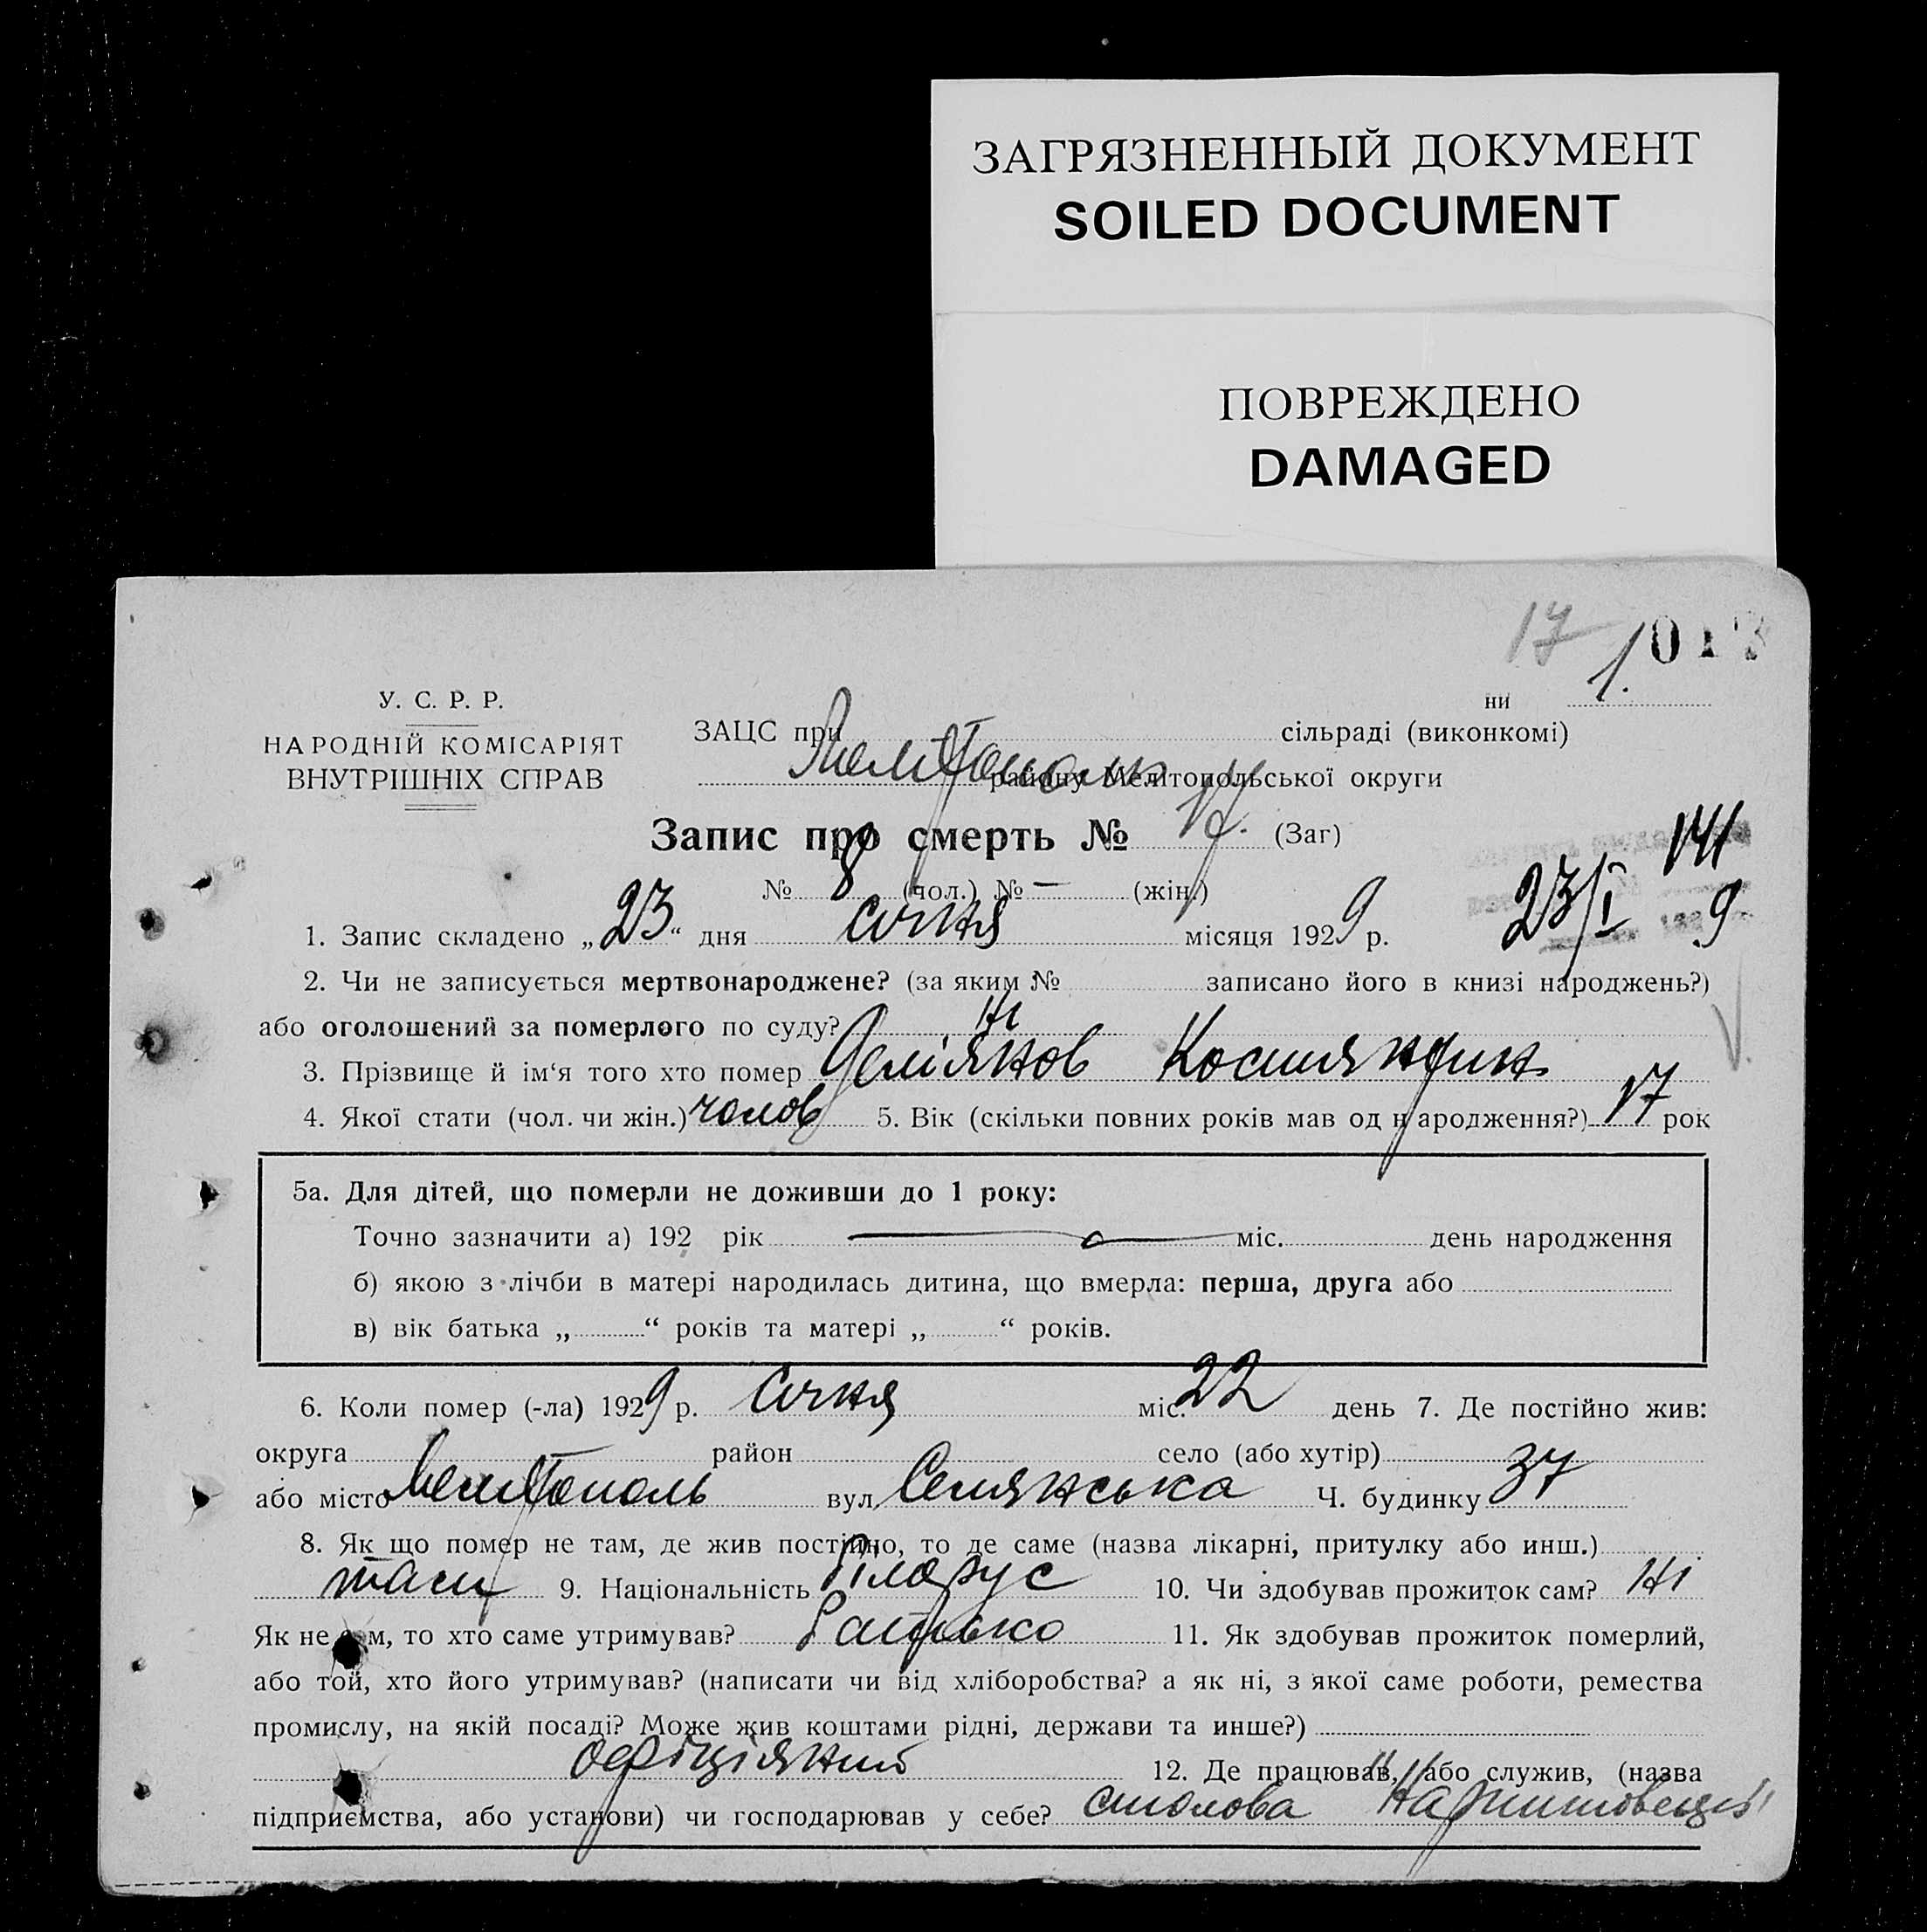 ЗАГРЯЗНЕННЫЙ ДОКУМЕНТ
SOILED DOCUMENT
ПОВРЕЖДЕНО
DAMAGED
17
1. 01
У. С. Р. Р.
НАРОДНІЙ КОМІСАРІЯТ
ВНУТРІШНІХ СПРАВ
ни
ЗАЦС при сільраді (виконкомі)
Мелітополь району Мелітопольської округи
Запис про смерть № 17. (Заг)
141
№ 8 (чол.) № — (жін.)
23/I 9
1. Запис складено „23“ дня січня місяця 1929 р.
2. Чи не записується мертвонароджене? (за яким № записано його в книзі народжень?)
або оголошений за померлого по суду? Ні
3. Прізвище й ім‘я того хто помер Деміянов Костянтин
4. Якої стати (чол. чи жін.) чолов 5. Вік (скільки повних років мав од народження?) 17 рок
5а. Для дітей, що померли не доживши до 1 року:
Точно зазначити а) 192 рік — міс. день народження
б) якою з лічби в матері народилась дитина, що вмерла: перша, друга або
в) вік батька „ “ років та матері „ “ років.
6. Коли помер (-ла) 1929 р. січня міс. 22 день 7. Де постійно жив:
округа район село (або хутір)
або місто Мелітополь вул. Селянська Ч. будинку 37
8. Як що помер не там, де жив постійно, то де саме (назва лікарні, притулку або инш.)
там 9. Національність Білорус 10. Чи здобував прожиток сам? Ні
Як не сам, то хто саме утримував? Батько 11. Як здобував прожиток померлий,
або той, хто його утримував? (написати чи від хліборобства? а як ні, з якої саме роботи, ремества
промислу, на якій посаді? Може жив коштами рідні, держави та инше?)
офіціяний 12. Де працював, або служив, (назва
підприємства, або установи) чи господарював у себе? столова